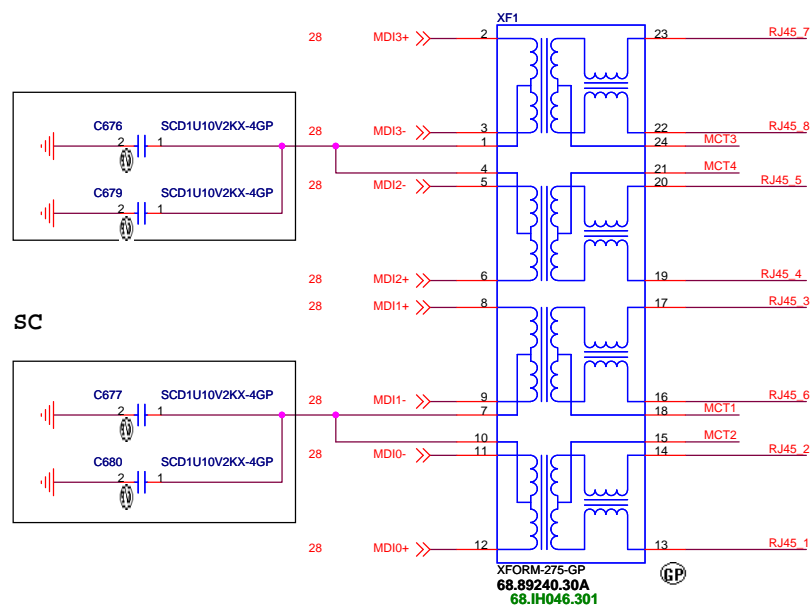 XF1
28 MDI3+ 2 23 RJ45_7
C676 SCD1U10V2KX-4GP
28 MDI3- 3 22 RJ45_8
2 1 1 24 MCT3
4 21 MCT4
C679 SCD1U10V2KX-4GP
28 MDI2- 5 20 RJ45_5
2 1
28 MDI2+ 6 19 RJ45_4
28 MDI1+ 8 17 RJ45_3
SC
C677 SCD1U10V2KX-4GP
28 MDI1- 9 16 RJ45_6
2 1 7 18 MCT1
10 15 MCT2
C680 SCD1U10V2KX-4GP
28 MDI0- 11 14 RJ45_2
2 1
28 MDI0+ 12 13 RJ45_1
XFORM-275-GP
GP
68.89240.30A
68.IH046.301